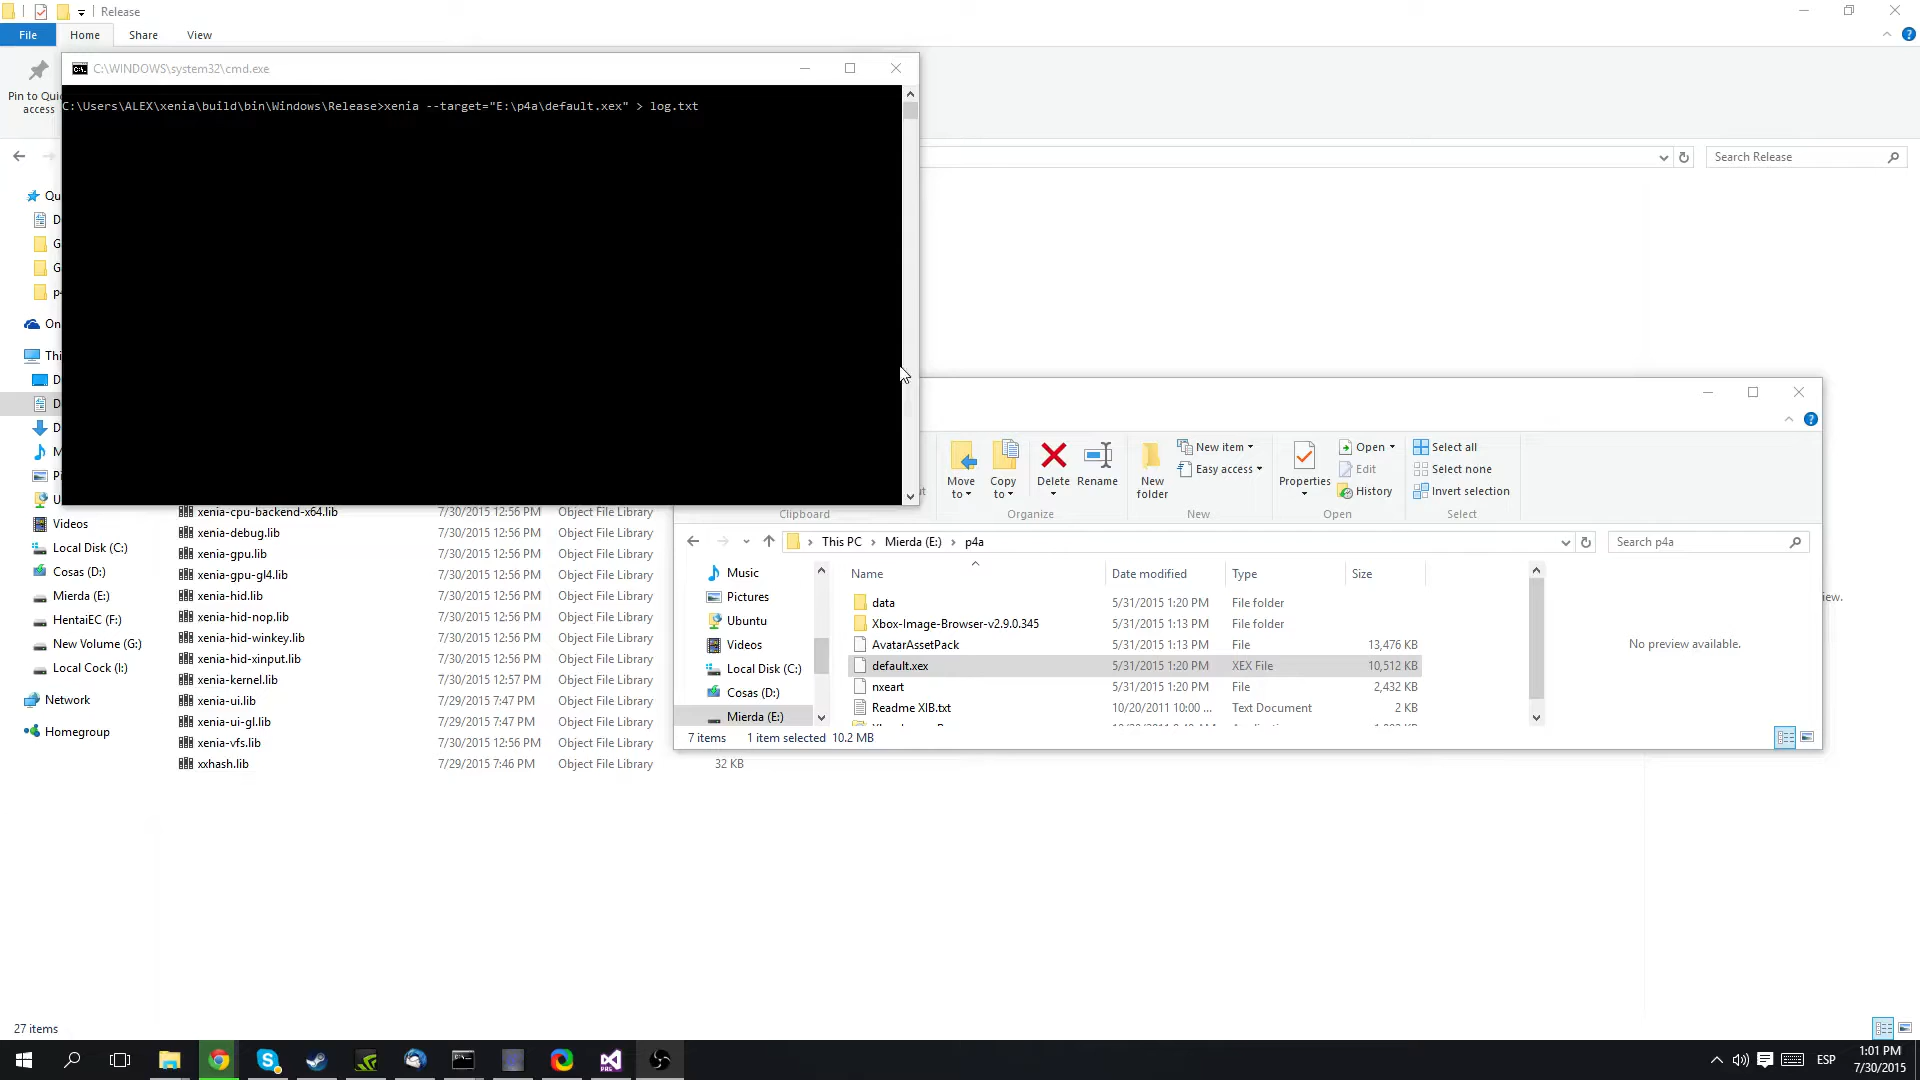 Release
File
Home
Share
View
C:\WINDOWS\system32\cmd.exe
Pin to Quic
access
C:\Users\ALEX\xenia\build\bin\Windows\Release>xenia --target="E:\p4a\default.xex" > log.txt
Search Release
Qu
D
G
G
On
Thi
D
D
D
M
Pi
U
Videos
Local Disk (C:)
Cosas (D:)
Mierda (E:)
HentaiEC (F:)
New Volume (G:)
Local Cock (I:)
Network
Homegroup
xenia-cpu-backend-x64.lib 7/30/2015 12:56 PM Object File Library
xenia-debug.lib 7/30/2015 12:56 PM Object File Library
xenia-gpu.lib 7/30/2015 12:56 PM Object File Library
xenia-gpu-gl4.lib 7/30/2015 12:56 PM Object File Library
xenia-hid.lib 7/30/2015 12:56 PM Object File Library
xenia-hid-nop.lib 7/30/2015 12:56 PM Object File Library
xenia-hid-winkey.lib 7/30/2015 12:56 PM Object File Library
xenia-hid-xinput.lib 7/30/2015 12:56 PM Object File Library
xenia-kernel.lib 7/30/2015 12:57 PM Object File Library
xenia-ui.lib 7/29/2015 7:47 PM Object File Library
xenia-ui-gl.lib 7/29/2015 7:47 PM Object File Library
xenia-vfs.lib 7/30/2015 12:56 PM Object File Library
xxhash.lib 7/29/2015 7:46 PM Object File Library 32 KB
27 items
Move to
Copy to
Delete
Rename
New folder
New item
Easy access
Properties
Open
Edit
History
Select all
Select none
Invert selection
Clipboard
Organize
New
Open
Select
This PC > Mierda (E:) > p4a
Search p4a
Music
Pictures
Ubuntu
Videos
Local Disk (C:)
Cosas (D:)
Mierda (E:)
Name Date modified Type Size
data 5/31/2015 1:20 PM File folder
Xbox-Image-Browser-v2.9.0.345 5/31/2015 1:13 PM File folder
AvatarAssetPack 5/31/2015 1:13 PM File 13,476 KB
default.xex 5/31/2015 1:20 PM XEX File 10,512 KB
nxeart 5/31/2015 1:20 PM File 2,432 KB
Readme XIB.txt 10/20/2011 10:00 ... Text Document 2 KB
No preview available.
iew.
7 items 1 item selected 10.2 MB
ESP
1:01 PM
7/30/2015